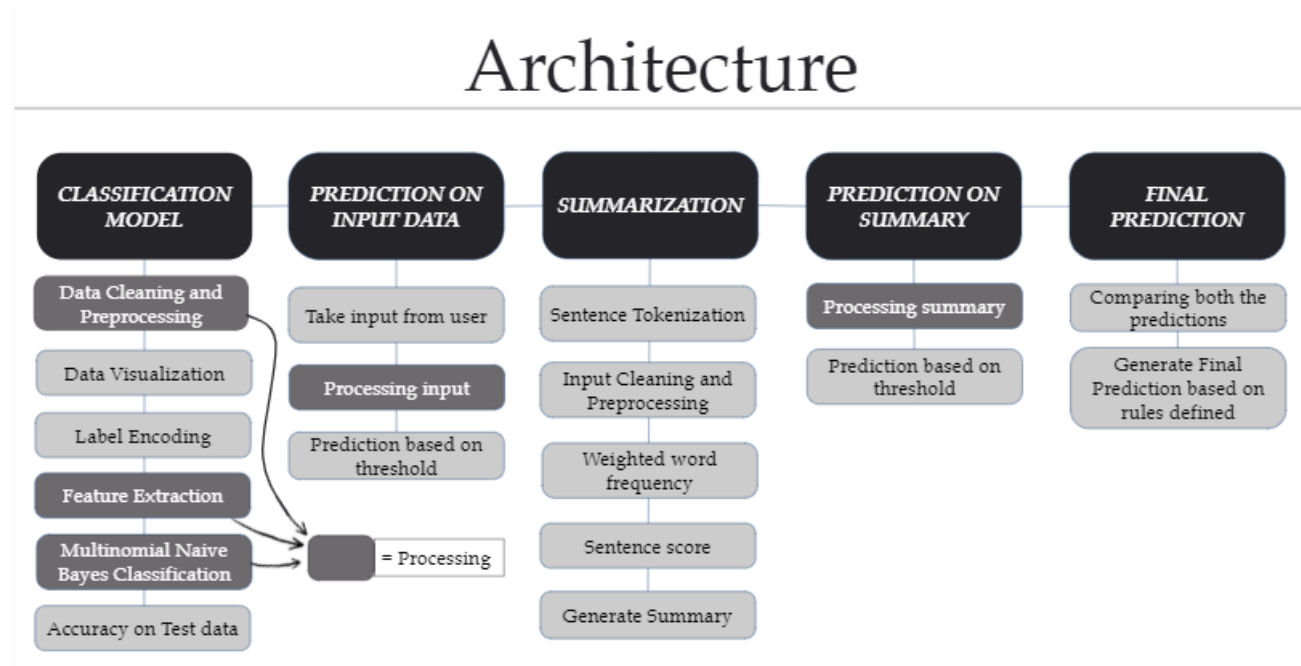 Architecture
CLASSIFICATION
MODEL
Data Cleaning and
Preprocessing
Data Visualization
Label Encoding
Feature Extraction
Multinomial Naive
Bayes Classification
Accuracy on Test data
PREDICTION ON
INPUT DATA
Take input from user
Processing input
Prediction based on
threshold
= Processing
SUMMARIZATION
Sentence Tokenization
Input Cleaning and
Preprocessing
Weighted word
frequency
Sentence score
Generate Summary
PREDICTION ON
SUMMARY
Processing summary
Prediction based on
threshold
FINAL
PREDICTION
Comparing both the
predictions
Generate Final
Prediction based on
rules defined